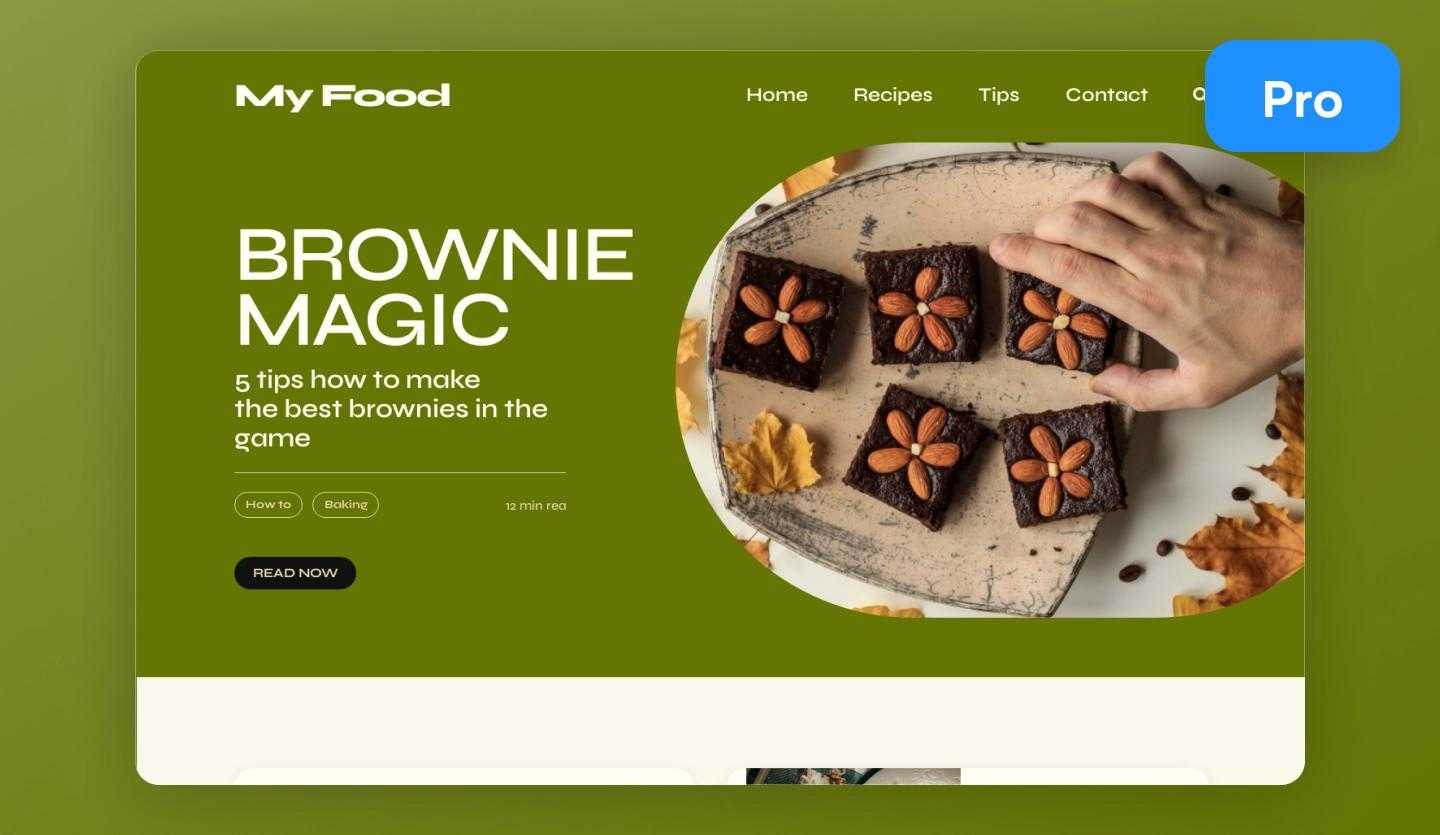 My Food
Home Recipes Tips Contact
Pro
BROWNIE
MAGIC
5 tips how to make
the best brownies in the
game
How to Baking 12 min rea
READ NOW